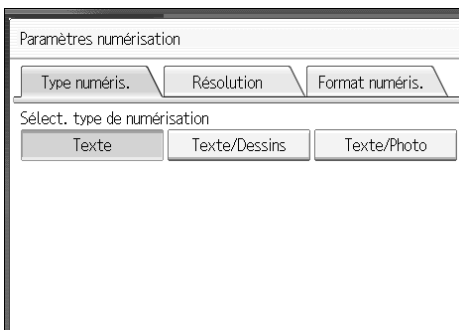 Paramètres numérisation
Type numéris. Résolution Format numéris.
Sélect. type de numérisation
Texte Texte/Dessins Texte/Photo